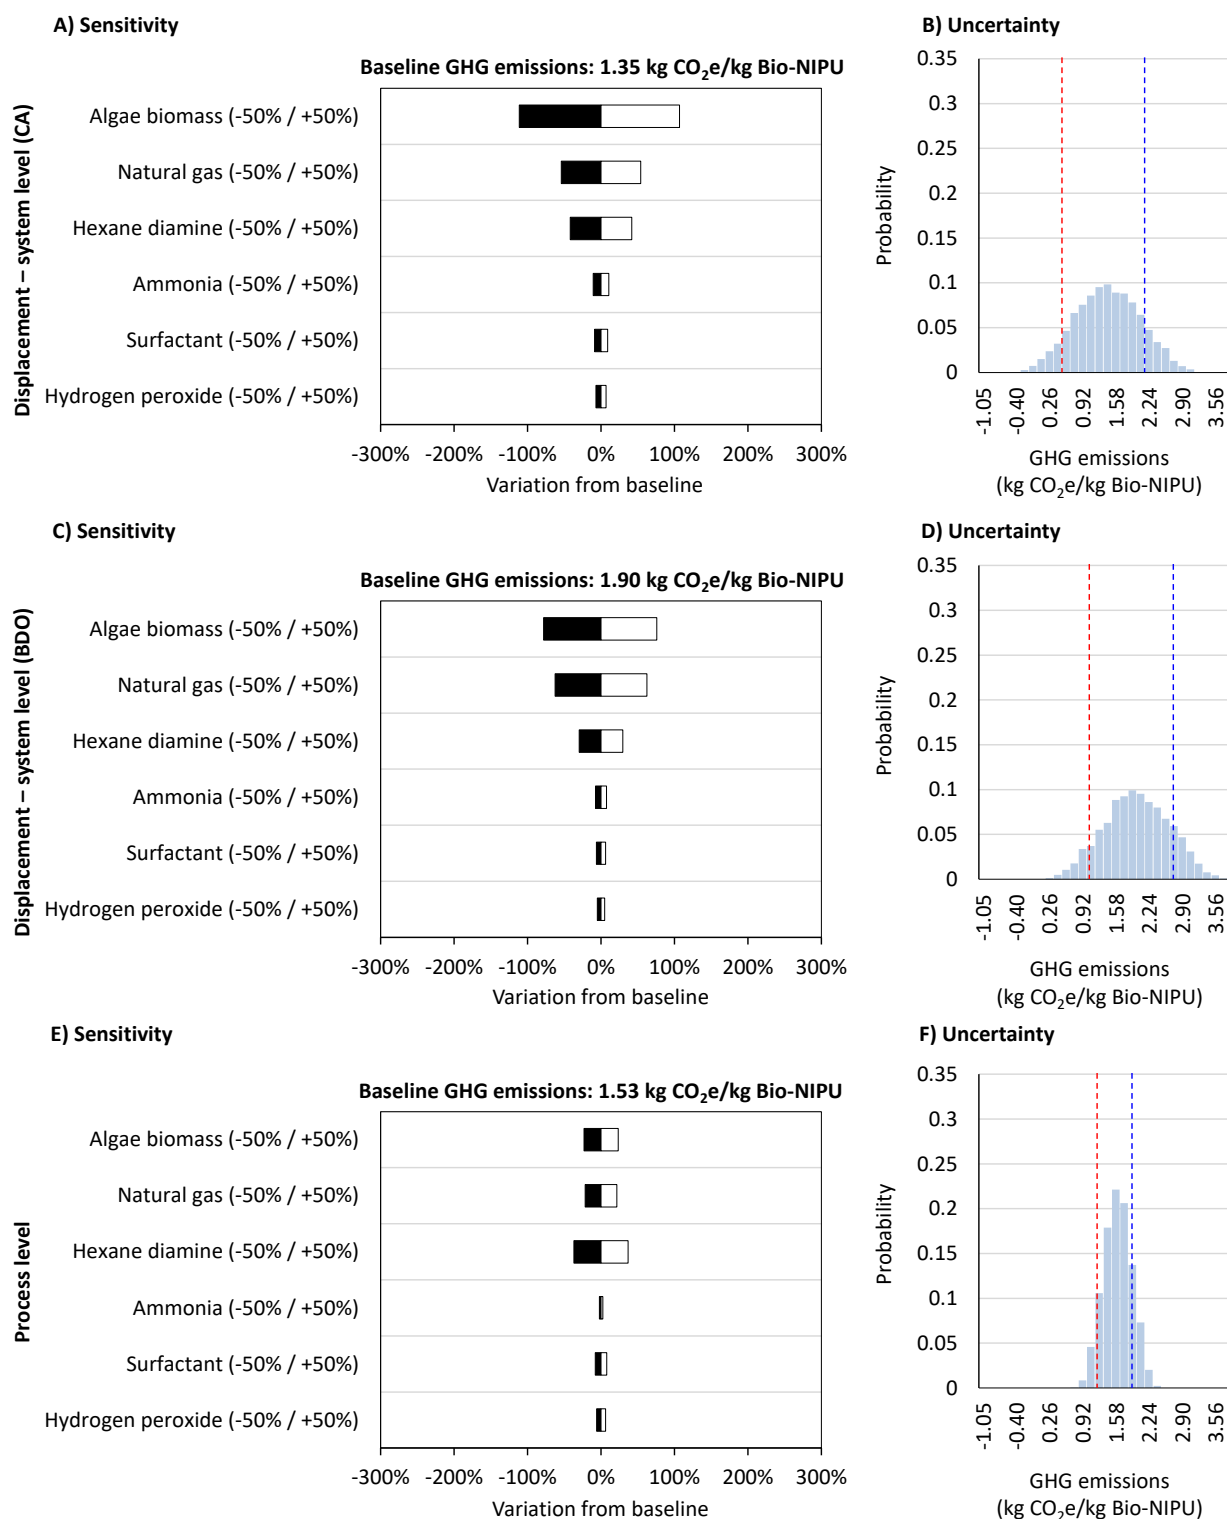 A) Sensitivity
Baseline GHG emissions: 1.35 kg CO₂e/kg Bio-NIPU
Displacement – system level (CA)
Algae biomass (-50% / +50%)
Natural gas (-50% / +50%)
Hexane diamine (-50% / +50%)
Ammonia (-50% / +50%)
Surfactant (-50% / +50%)
Hydrogen peroxide (-50% / +50%)
-300% -200% -100% 0% 100% 200% 300%
Variation from baseline
B) Uncertainty
Probability
0.35
0.3
0.25
0.2
0.15
0.1
0.05
0
-1.05 -0.40 0.26 0.92 1.58 2.24 2.90 3.56
GHG emissions
(kg CO₂e/kg Bio-NIPU)
C) Sensitivity
Baseline GHG emissions: 1.90 kg CO₂e/kg Bio-NIPU
Displacement – system level (BDO)
Algae biomass (-50% / +50%)
Natural gas (-50% / +50%)
Hexane diamine (-50% / +50%)
Ammonia (-50% / +50%)
Surfactant (-50% / +50%)
Hydrogen peroxide (-50% / +50%)
-300% -200% -100% 0% 100% 200% 300%
Variation from baseline
D) Uncertainty
Probability
0.35
0.3
0.25
0.2
0.15
0.1
0.05
0
-1.05 -0.40 0.26 0.92 1.58 2.24 2.90 3.56
GHG emissions
(kg CO₂e/kg Bio-NIPU)
E) Sensitivity
Baseline GHG emissions: 1.53 kg CO₂e/kg Bio-NIPU
Process level
Algae biomass (-50% / +50%)
Natural gas (-50% / +50%)
Hexane diamine (-50% / +50%)
Ammonia (-50% / +50%)
Surfactant (-50% / +50%)
Hydrogen peroxide (-50% / +50%)
-300% -200% -100% 0% 100% 200% 300%
Variation from baseline
F) Uncertainty
Probability
0.35
0.3
0.25
0.2
0.15
0.1
0.05
0
-1.05 -0.40 0.26 0.92 1.58 2.24 2.90 3.56
GHG emissions
(kg CO₂e/kg Bio-NIPU)